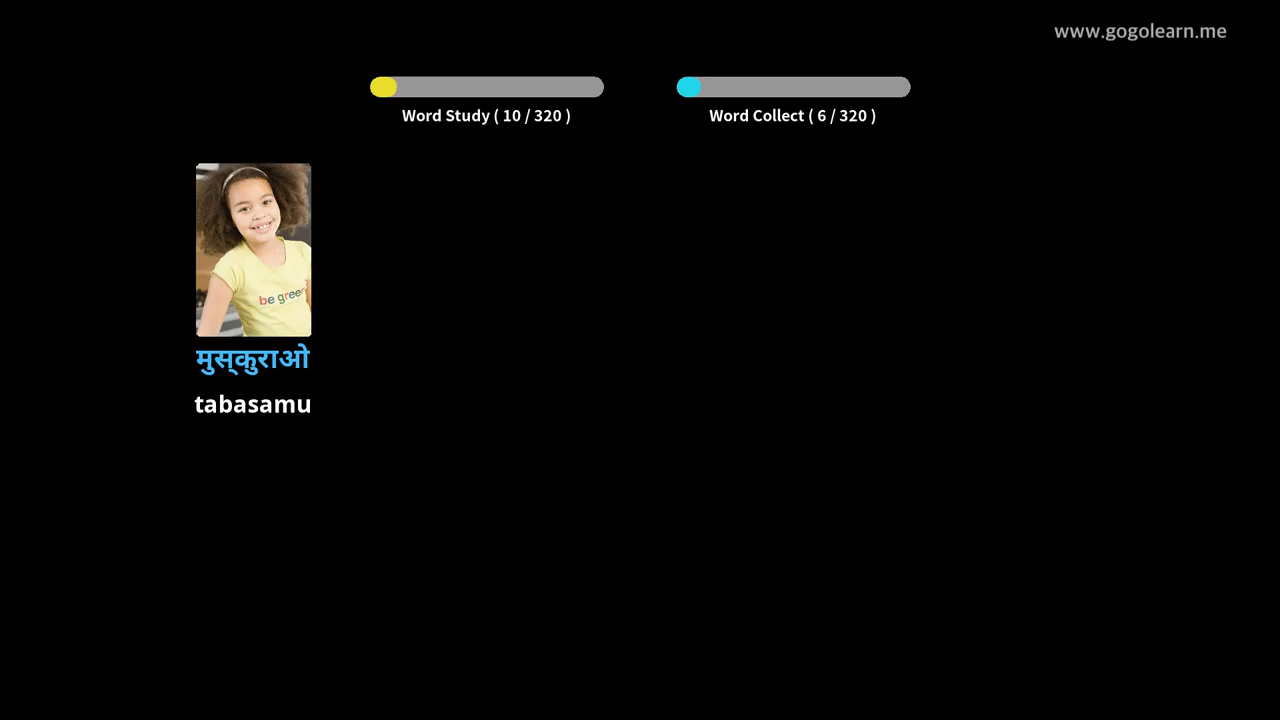 www.gogolearn.me
Word Study ( 10 / 320 )
Word Collect ( 6 / 320 )
be green
मुस्कुराओ
tabasamu